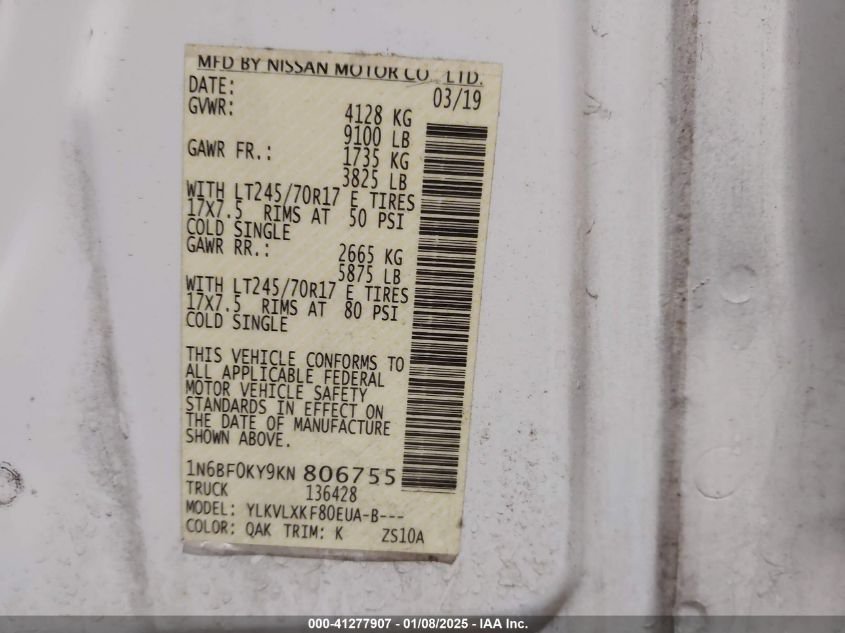 MFD BY NISSAN MOTOR CO., LTD.
DATE: 03/19
GVWR: 4128 KG
9100 LB
GAWR FR.: 1735 KG
3825 LB
WITH LT245/70R17 E TIRES
17X7.5 RIMS AT 50 PSI
COLD SINGLE
GAWR RR.: 2665 KG
5875 LB
WITH LT245/70R17 E TIRES
17X7.5 RIMS AT 80 PSI
COLD SINGLE
THIS VEHICLE CONFORMS TO
ALL APPLICABLE FEDERAL
MOTOR VEHICLE SAFETY
STANDARDS IN EFFECT ON
THE DATE OF MANUFACTURE
SHOWN ABOVE.
1N6BF0KY9KN 806755
TRUCK 136428
MODEL: YLKVLXKF80EUA-B---
COLOR: QAK TRIM: K ZS10A
000-41277907 - 01/08/2025 - IAA Inc.